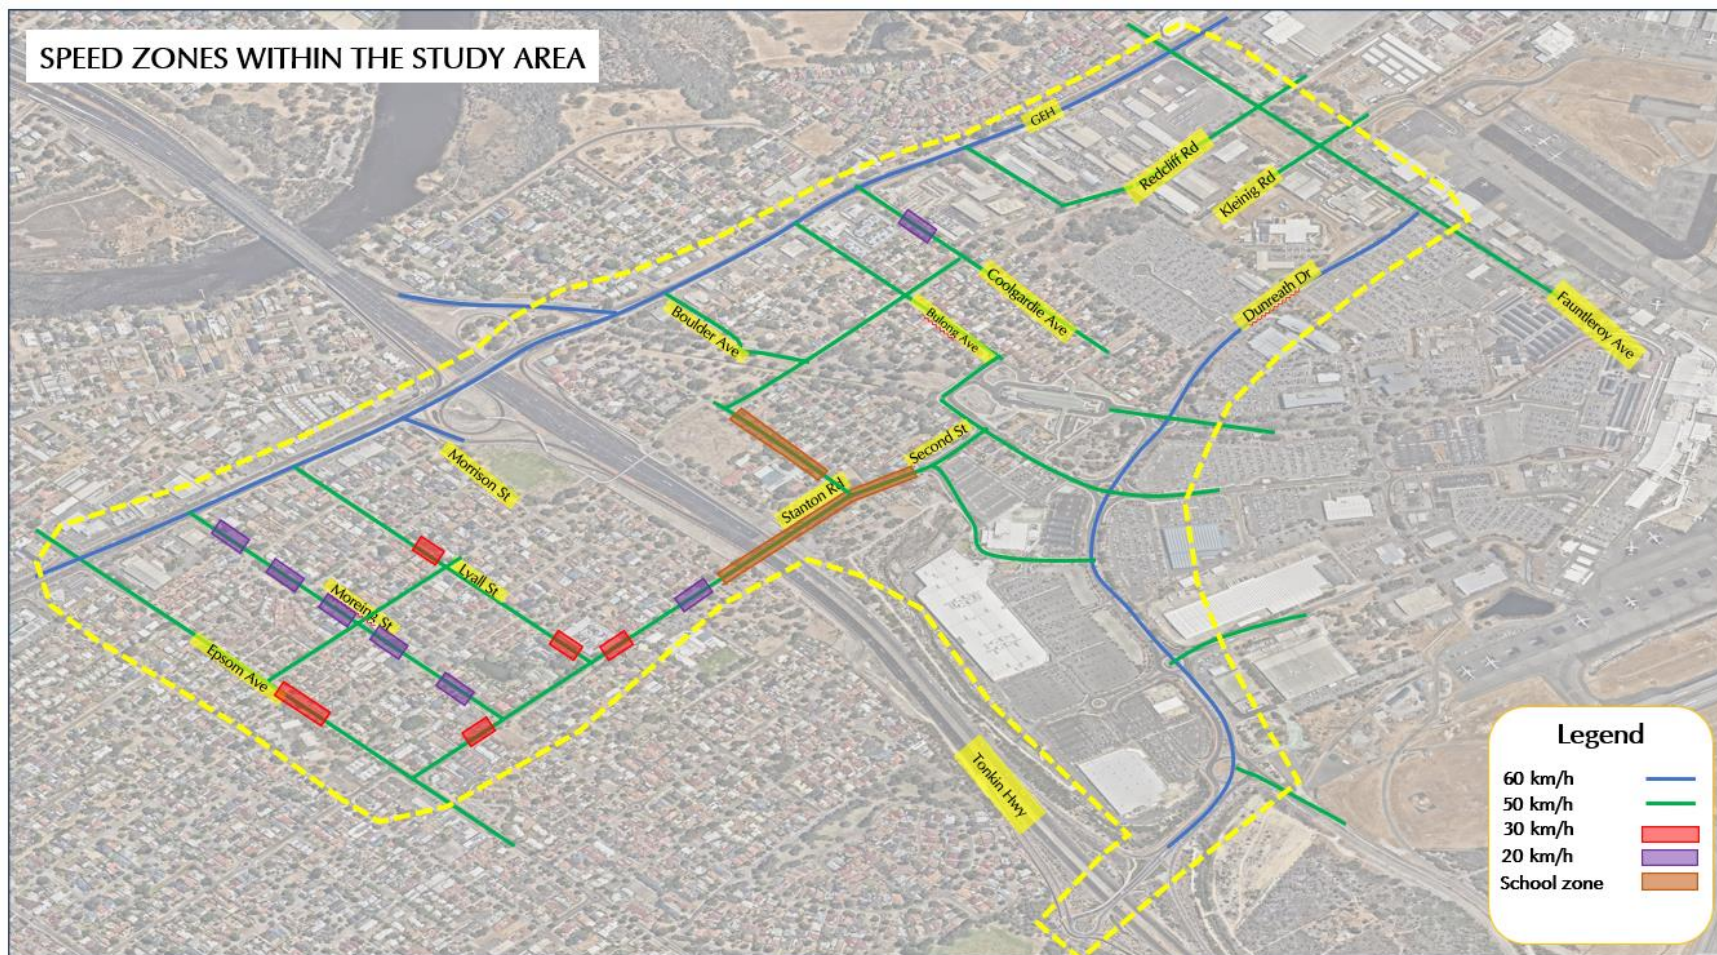 SPEED ZONES WITHIN THE STUDY AREA
GEH
Redcliff Rd
Kleinig Rd
Coolgardie Ave
Dunreath Dr
Fauntleroy Ave
Boulder Ave
Bulong Ave
Second St
Morrison St
Stanton Rd
Lyall St
Moreing St
Epsom Ave
Tonkin Hwy
Legend
60 km/h
50 km/h
30 km/h
20 km/h
School zone